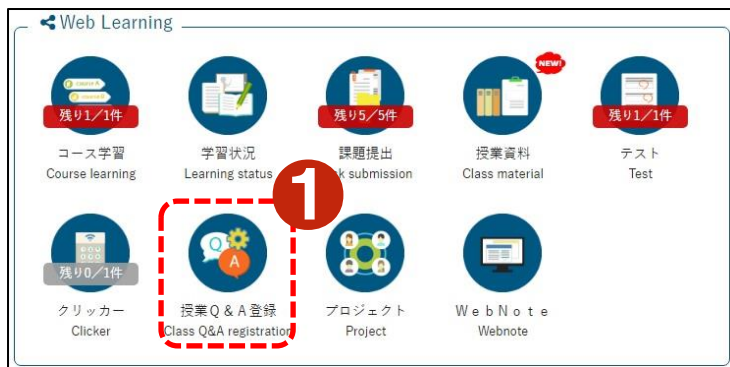 Web Learning
NEW!
course A
course B
残り1/1件
残り5/5件
残り1/1件
コース学習
学習状況
課題提出
授業資料
テスト
Course learning
Learning status
k submission
Class material
Test
1
残り0/1件
Q
A
クリッカー
授業Q&A登録
プロジェクト
WebNote
Clicker
Class Q&A registration
Project
Webnote